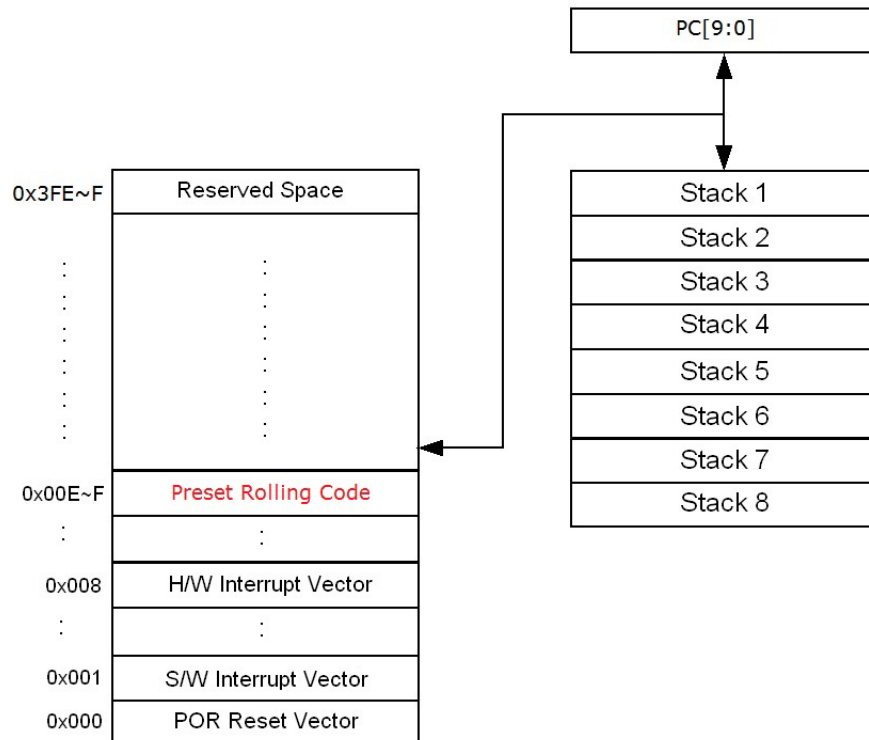 PC[9:0]
0x3FE~F
Reserved Space
Stack 1
Stack 2
Stack 3
Stack 4
Stack 5
Stack 6
Stack 7
Stack 8
0x00E~F
Preset Rolling Code
:
:
0x008
H/W Interrupt Vector
:
:
0x001
S/W Interrupt Vector
0x000
POR Reset Vector